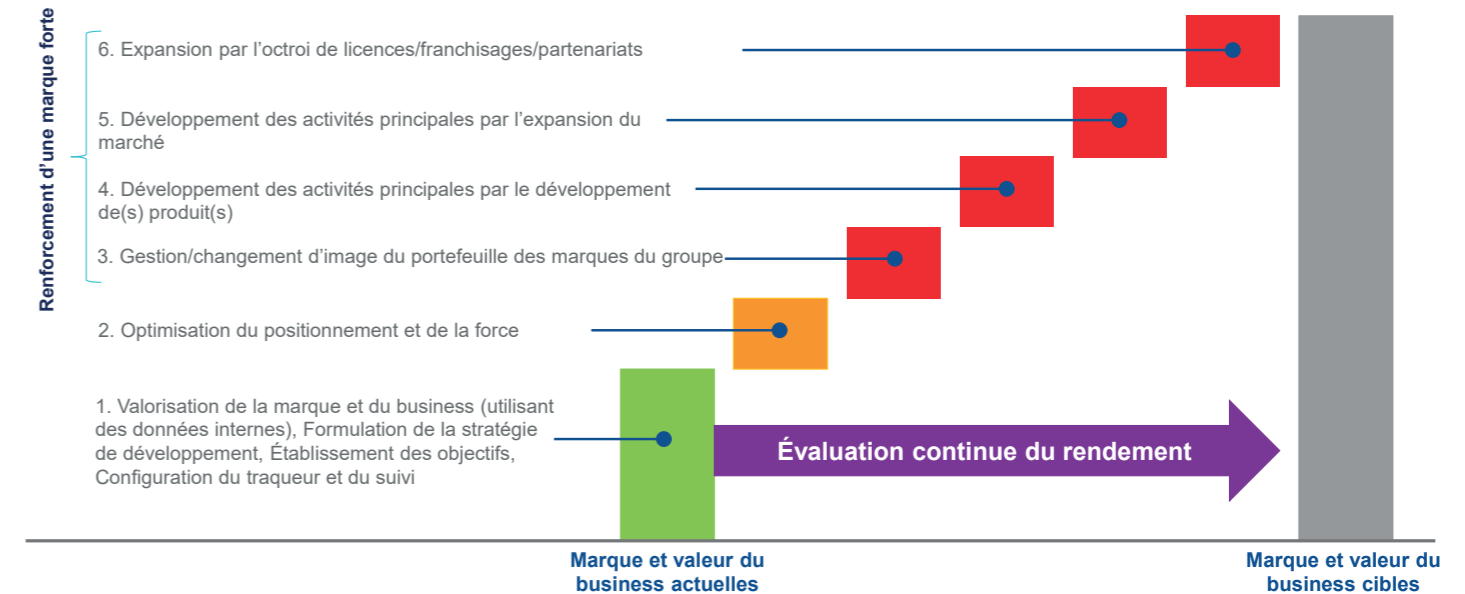 Renforcement d’une marque forte
6. Expansion par l’octroi de licences/franchisages/partenariats
5. Développement des activités principales par l’expansion du
marché
4. Développement des activités principales par le développement
de(s) produit(s)
3. Gestion/changement d’image du portefeuille des marques du groupe
2. Optimisation du positionnement et de la force
1. Valorisation de la marque et du business (utilisant
des données internes), Formulation de la stratégie
de développement, Établissement des objectifs,
Configuration du traqueur et du suivi
Évaluation continue du rendement
Marque et valeur du
business actuelles
Marque et valeur du
business cibles